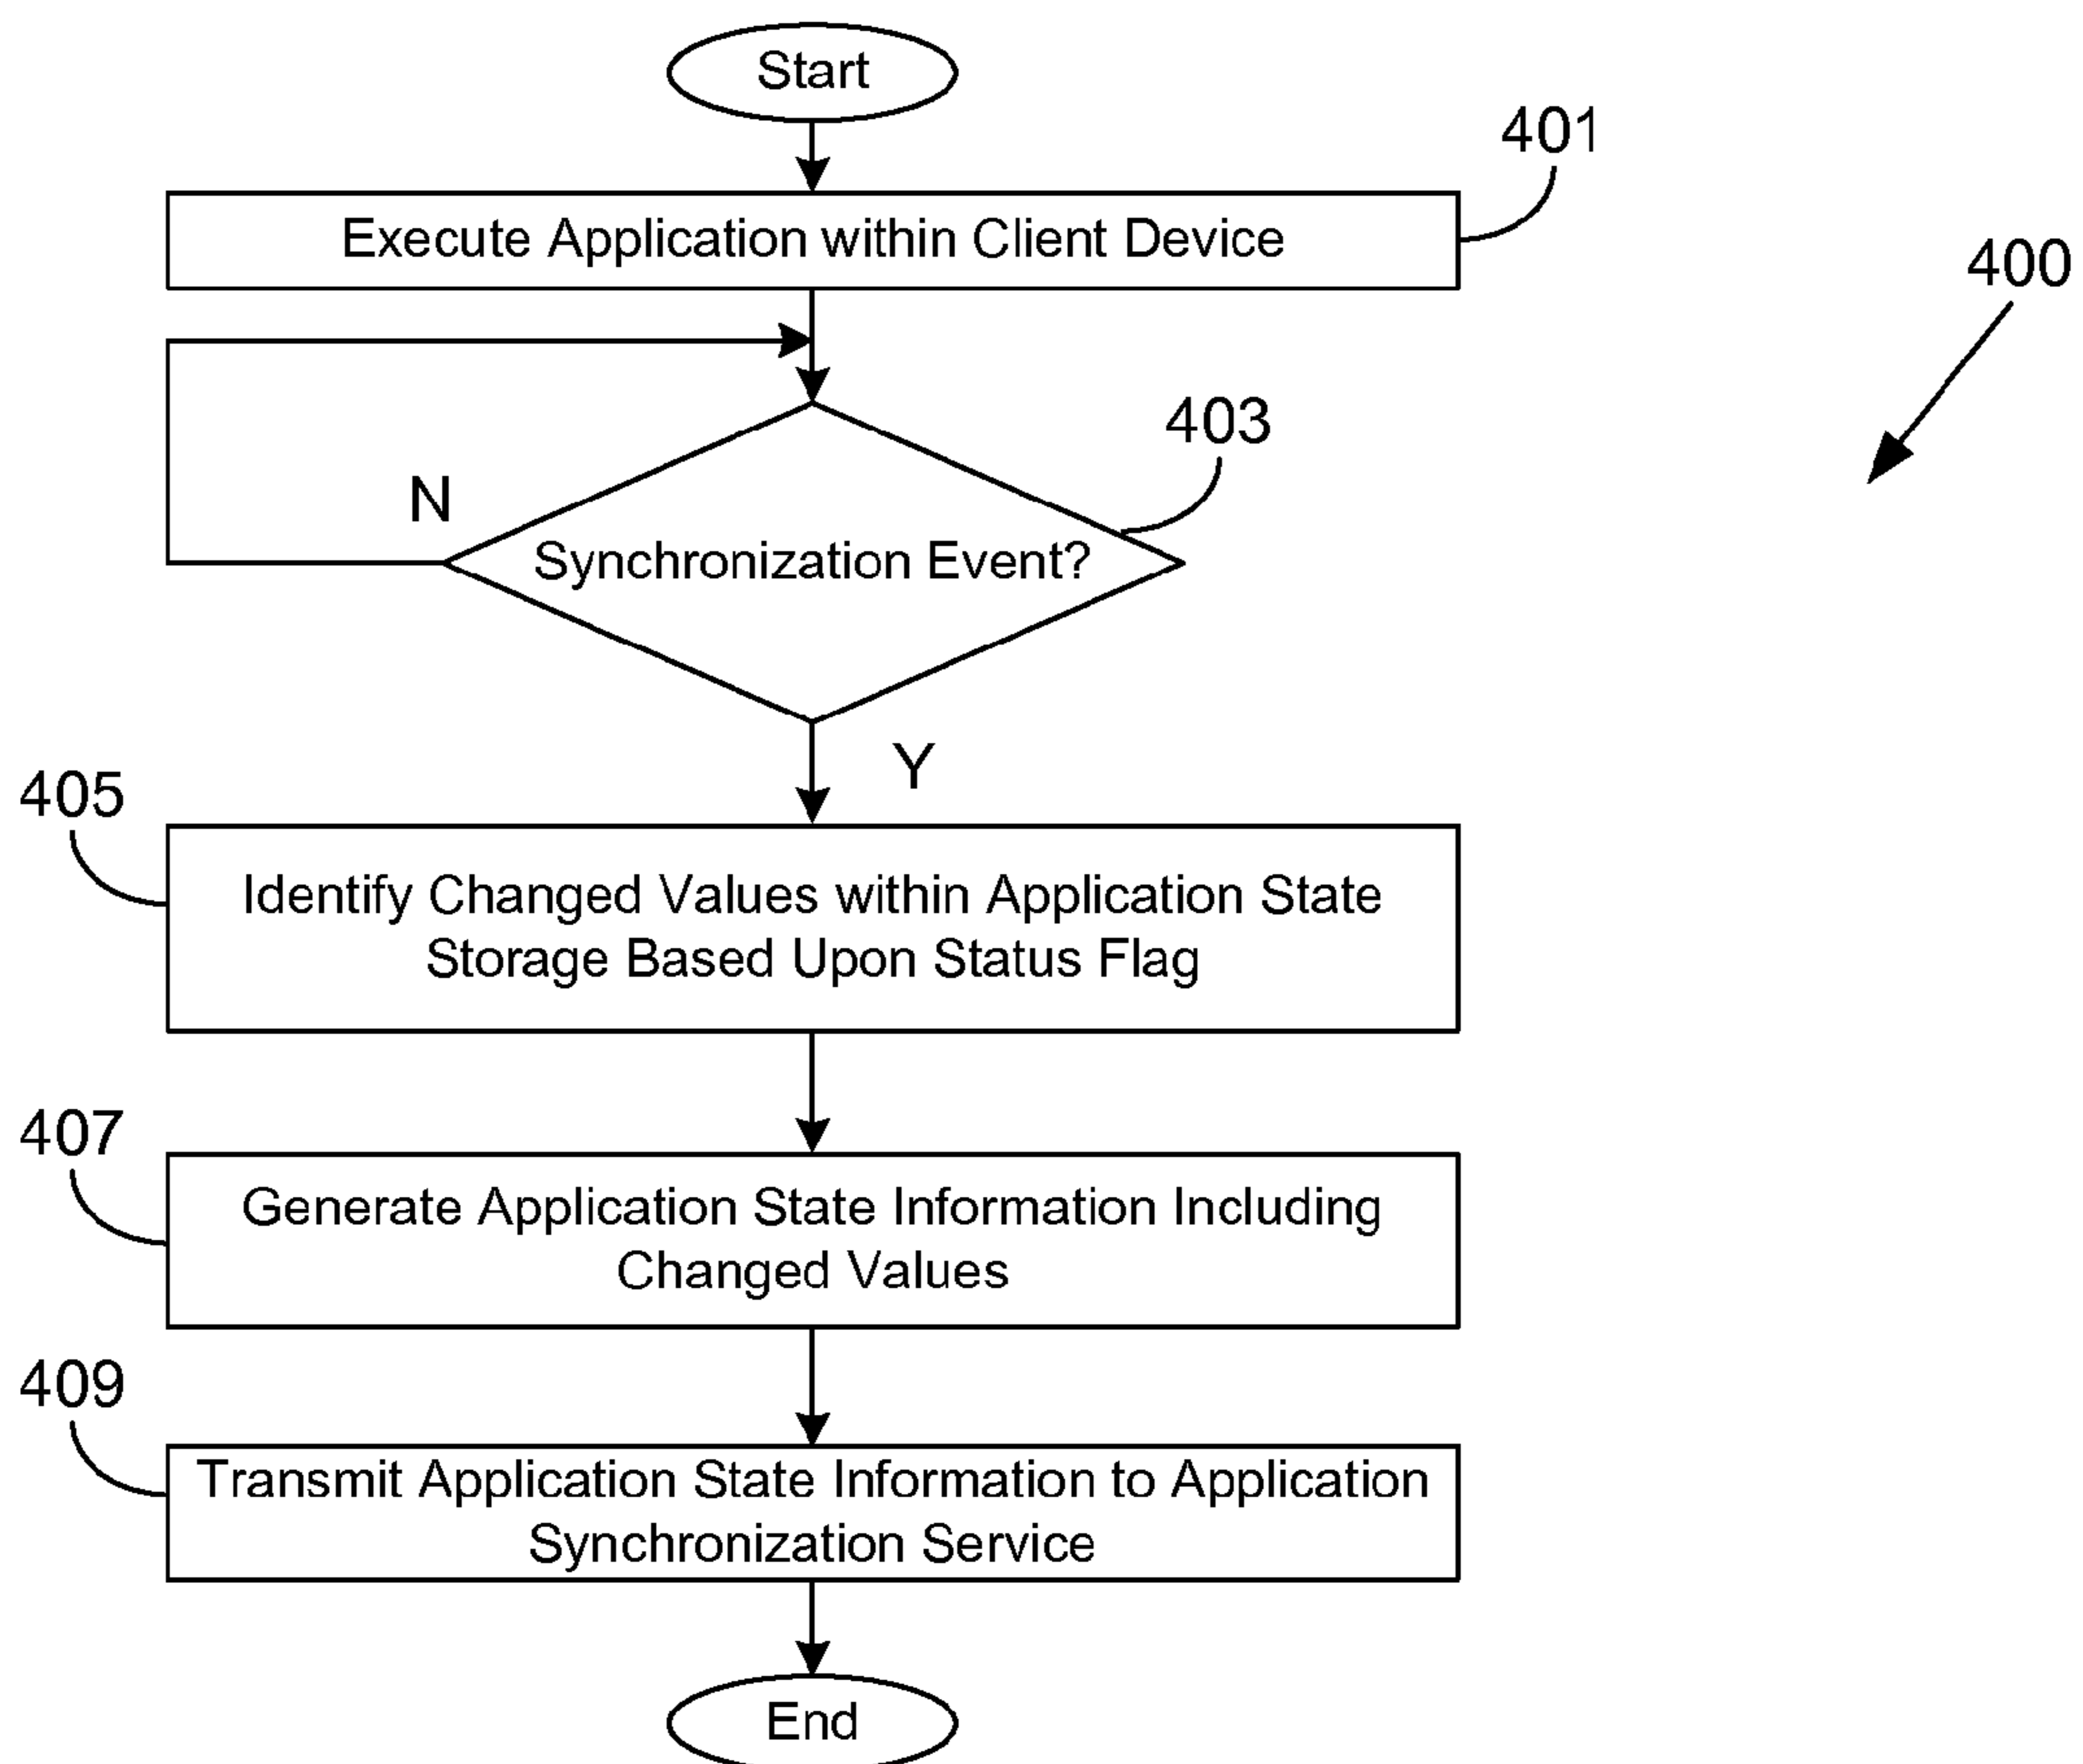 Start
401
Execute Application within Client Device
400
403
N
Synchronization Event?
Y
405
Identify Changed Values within Application State
Storage Based Upon Status Flag
407
Generate Application State Information Including
Changed Values
409
Transmit Application State Information to Application
Synchronization Service
End